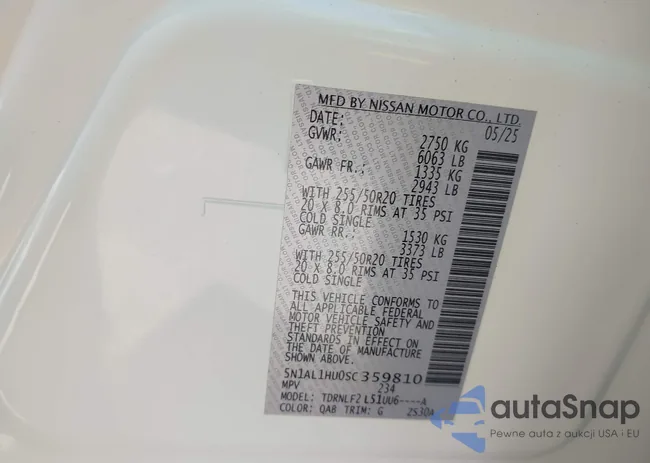 MFD BY NISSAN MOTOR CO., LTD.
DATE: 05/25
GVWR: 2750 KG
6063 LB
GAWR FR.: 1335 KG
2943 LB
WITH 255/50R20 TIRES
20 X 8.0 RIMS AT 35 PSI
COLD SINGLE
GAWR RR.: 1530 KG
3373 LB
WITH 255/50R20 TIRES
20 X 8.0 RIMS AT 35 PSI
COLD SINGLE
THIS VEHICLE CONFORMS TO
ALL APPLICABLE FEDERAL
MOTOR VEHICLE SAFETY AND
THEFT PREVENTION
STANDARDS IN EFFECT ON
THE DATE OF MANUFACTURE
SHOWN ABOVE.
5N1AL1HU0SC359810
MPV 234
MODEL: TDRNLF2 L51UU6----A
COLOR: QAB TRIM: G ZS30A
autaSnap
Pewne auta z aukcji USA i EU